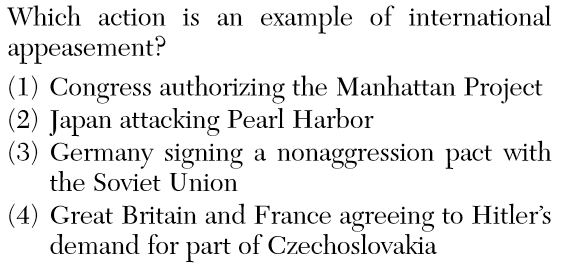 Which action is an example of international
appeasement?
(1) Congress authorizing the Manhattan Project
(2) Japan attacking Pearl Harbor
(3) Germany signing a nonaggression pact with
the Soviet Union
(4) Great Britain and France agreeing to Hitler’s
demand for part of Czechoslovakia